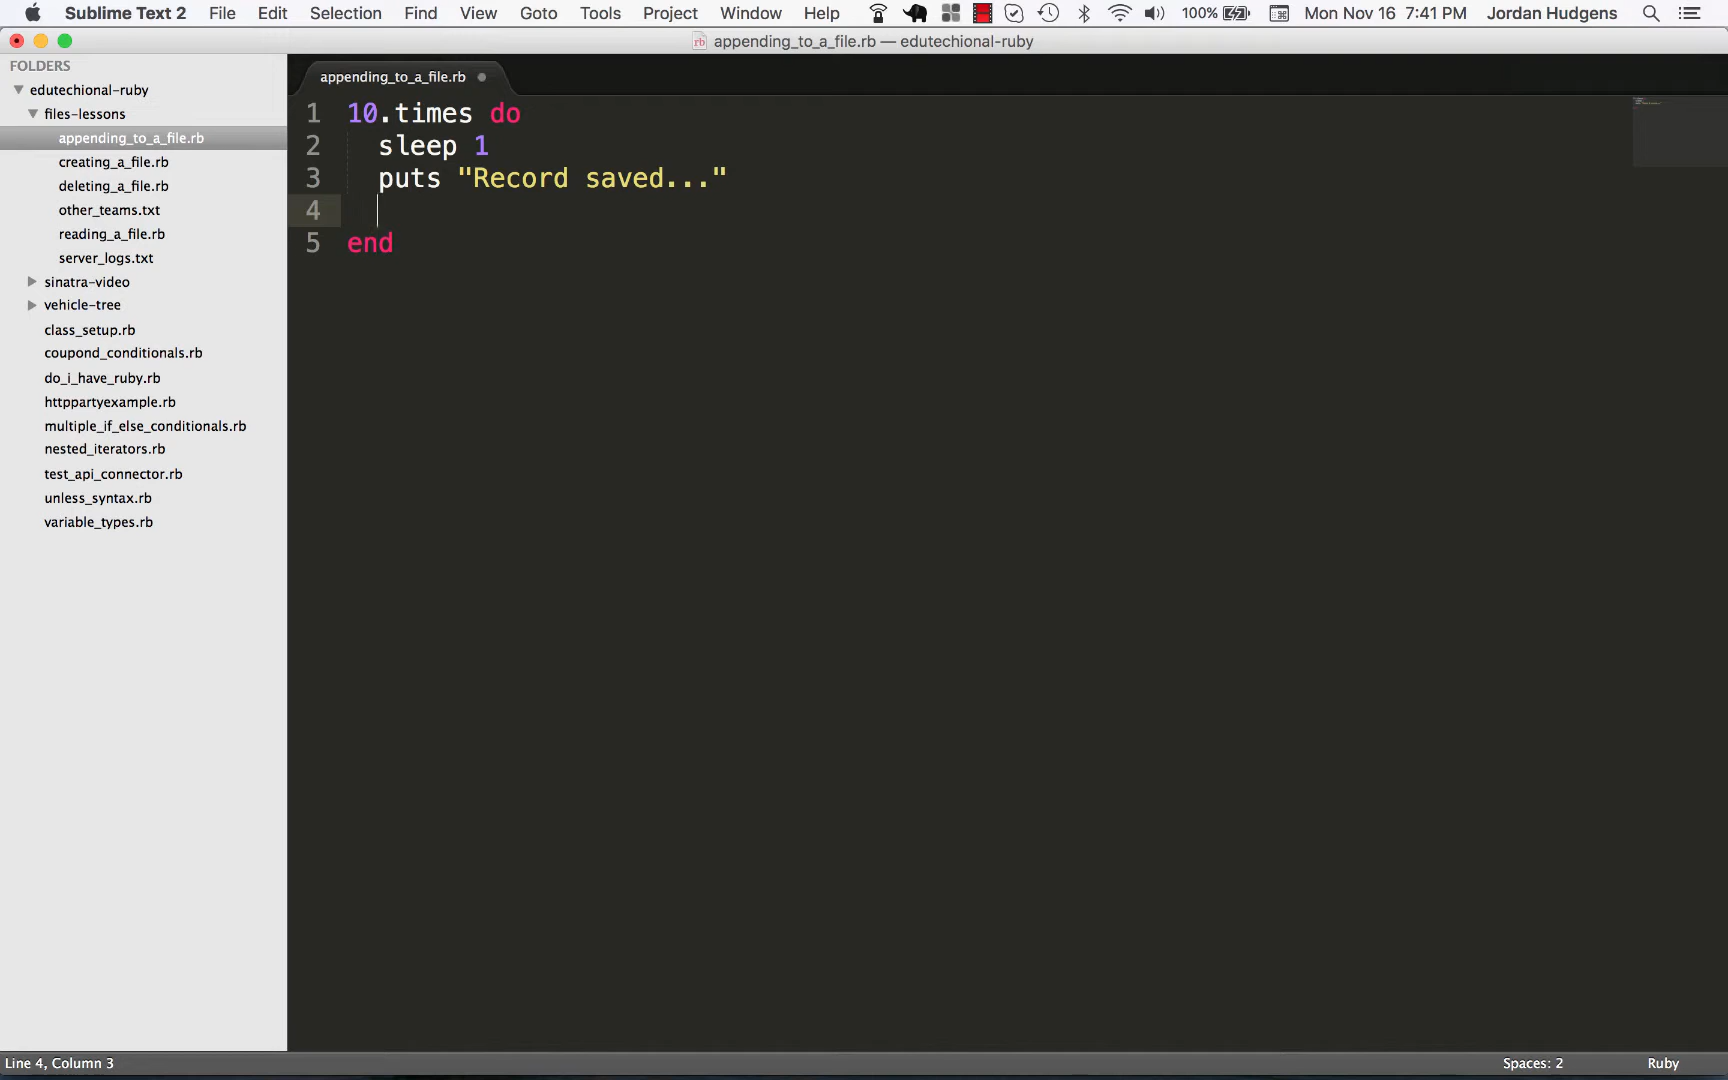 Sublime Text 2 File Edit Selection Find View Goto Tools Project Window Help 100% Mon Nov 16 7:41 PM Jordan Hudgens
rb appending_to_a_file.rb — edutechional-ruby
FOLDERS
edutechional-ruby
files-lessons
appending_to_a_file.rb
creating_a_file.rb
deleting_a_file.rb
other_teams.txt
reading_a_file.rb
server_logs.txt
sinatra-video
vehicle-tree
class_setup.rb
coupond_conditionals.rb
do_i_have_ruby.rb
httppartyexample.rb
multiple_if_else_conditionals.rb
nested_iterators.rb
test_api_connector.rb
unless_syntax.rb
variable_types.rb
appending_to_a_file.rb
1 10.times do
2 sleep 1
3 puts "Record saved..."
4
5 end
Line 4, Column 3 Spaces: 2 Ruby